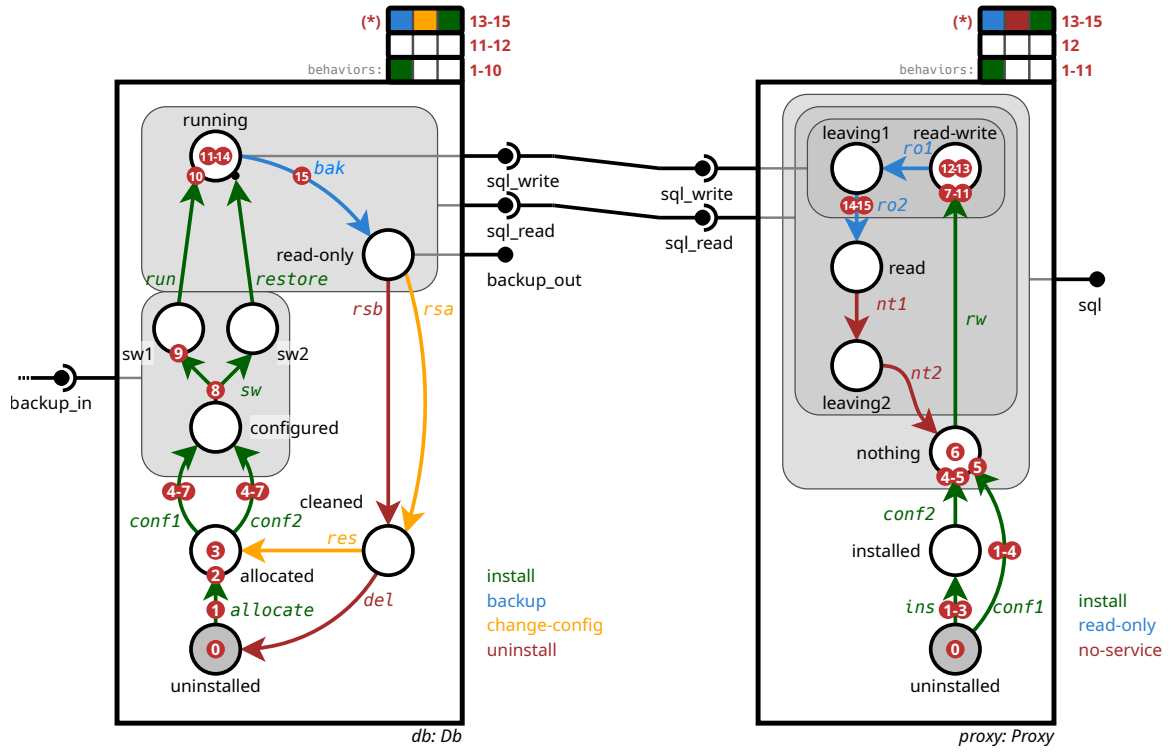 (*) 13-15
11-12
behaviors: 1-10
(*) 13-15
12
behaviors: 1-11
running
11-14
10
15
bak
sql_write
sql_read
backup_out
read-only
run
restore
rsb
rsa
sw1
sw2
9
8
sw
backup_in
configured
4-7
4-7
conf1
conf2
cleaned
3
res
2
allocated
1
allocate
del
0
uninstalled
install
backup
change-config
uninstall
db: Db
leaving1
read-write
ro1
12-13
7-11
sql_write
14-15
ro2
sql_read
read
nt1
sql
rw
nt2
leaving2
nothing
6
5
4-5
conf2
installed
1-4
ins
1-3
conf1
0
uninstalled
install
read-only
no-service
proxy: Proxy